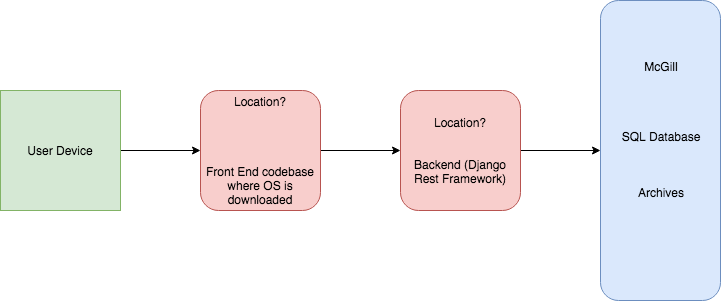 User Device
Location?
Front End codebase
where OS is
downloaded
Location?
Backend (Django
Rest Framework)
McGill
SQL Database
Archives